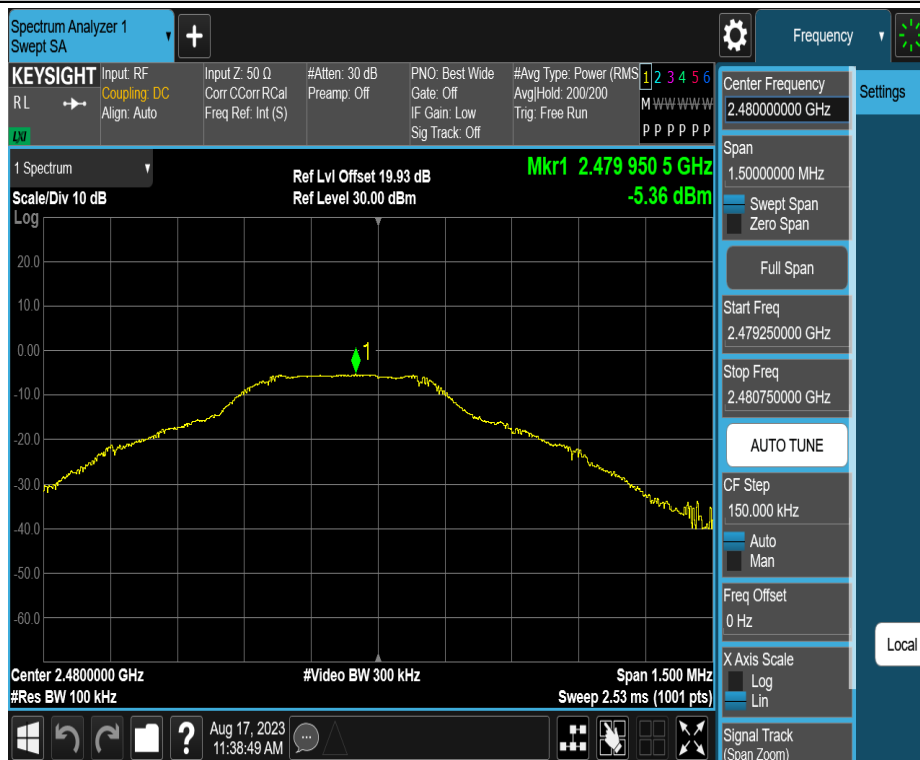 Spectrum Analyzer 1
Swept SA
+
Frequency
KEYSIGHT
RL
LXI
Input: RF
Coupling: DC
Align: Auto
Input Z: 50 Ω
Corr CCorr RCal
Freq Ref: Int (S)
#Atten: 30 dB
Preamp: Off
PNO: Best Wide
Gate: Off
IF Gain: Low
Sig Track: Off
#Avg Type: Power (RMS
Avg|Hold: 200/200
Trig: Free Run
1 2 3 4 5 6
M W W W W W
P P P P P P
1 Spectrum
Scale/Div 10 dB
Log
Ref Lvl Offset 19.93 dB
Ref Level 30.00 dBm
Mkr1 2.479 950 5 GHz
-5.36 dBm
20.0
10.0
0.00
-10.0
-20.0
-30.0
-40.0
-50.0
-60.0
1
Center 2.4800000 GHz
#Res BW 100 kHz
#Video BW 300 kHz
Span 1.500 MHz
Sweep 2.53 ms (1001 pts)
Center Frequency
2.480000000 GHz
Span
1.50000000 MHz
Swept Span
Zero Span
Full Span
Start Freq
2.479250000 GHz
Stop Freq
2.480750000 GHz
AUTO TUNE
CF Step
150.000 kHz
Auto
Man
Freq Offset
0 Hz
X Axis Scale
Log
Lin
Signal Track
(Span Zoom)
Settings
Local
?
Aug 17, 2023
11:38:49 AM